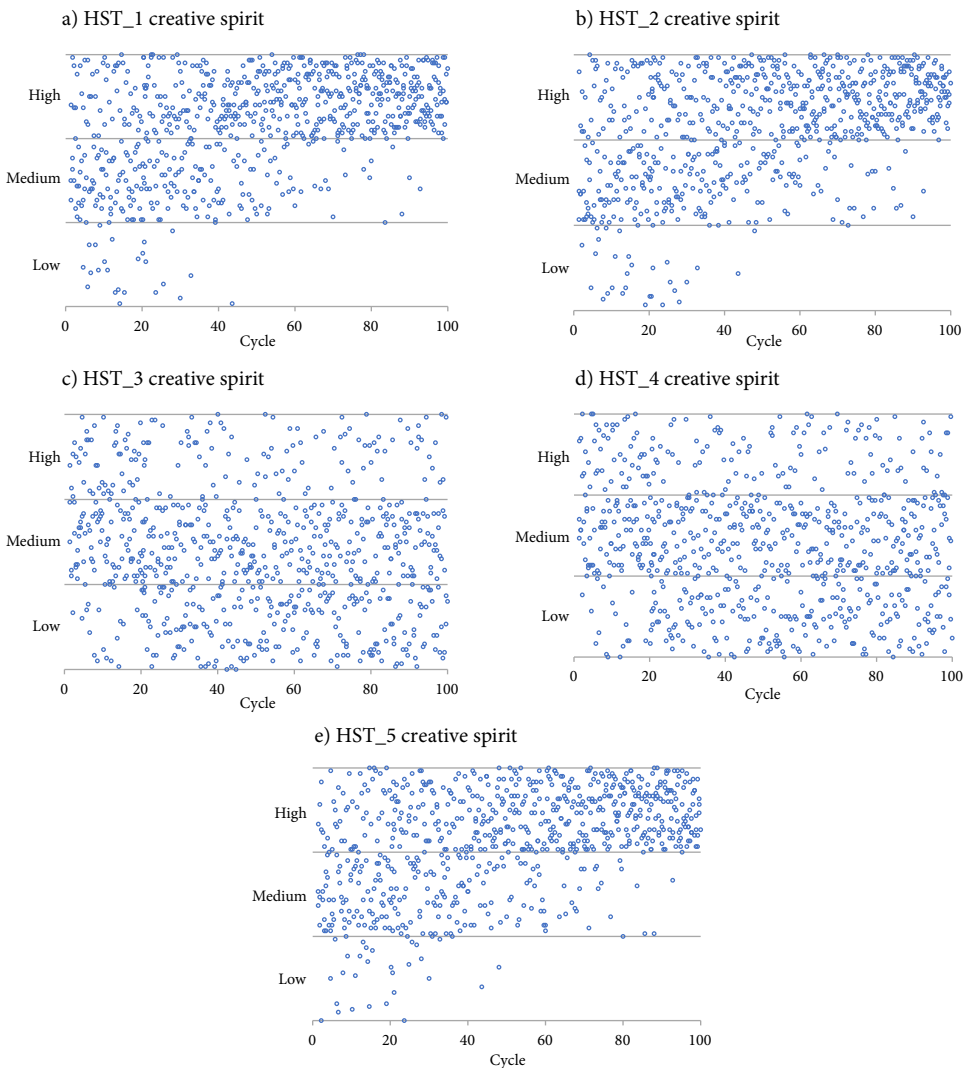 a) HST_1 creative spirit
High
Medium
Low
0 20 40 60 80 100
Cycle
b) HST_2 creative spirit
High
Medium
Low
0 20 40 60 80 100
Cycle
c) HST_3 creative spirit
High
Medium
Low
0 20 40 60 80 100
Cycle
d) HST_4 creative spirit
High
Medium
Low
0 20 40 60 80 100
Cycle
e) HST_5 creative spirit
High
Medium
Low
0 20 40 60 80 100
Cycle